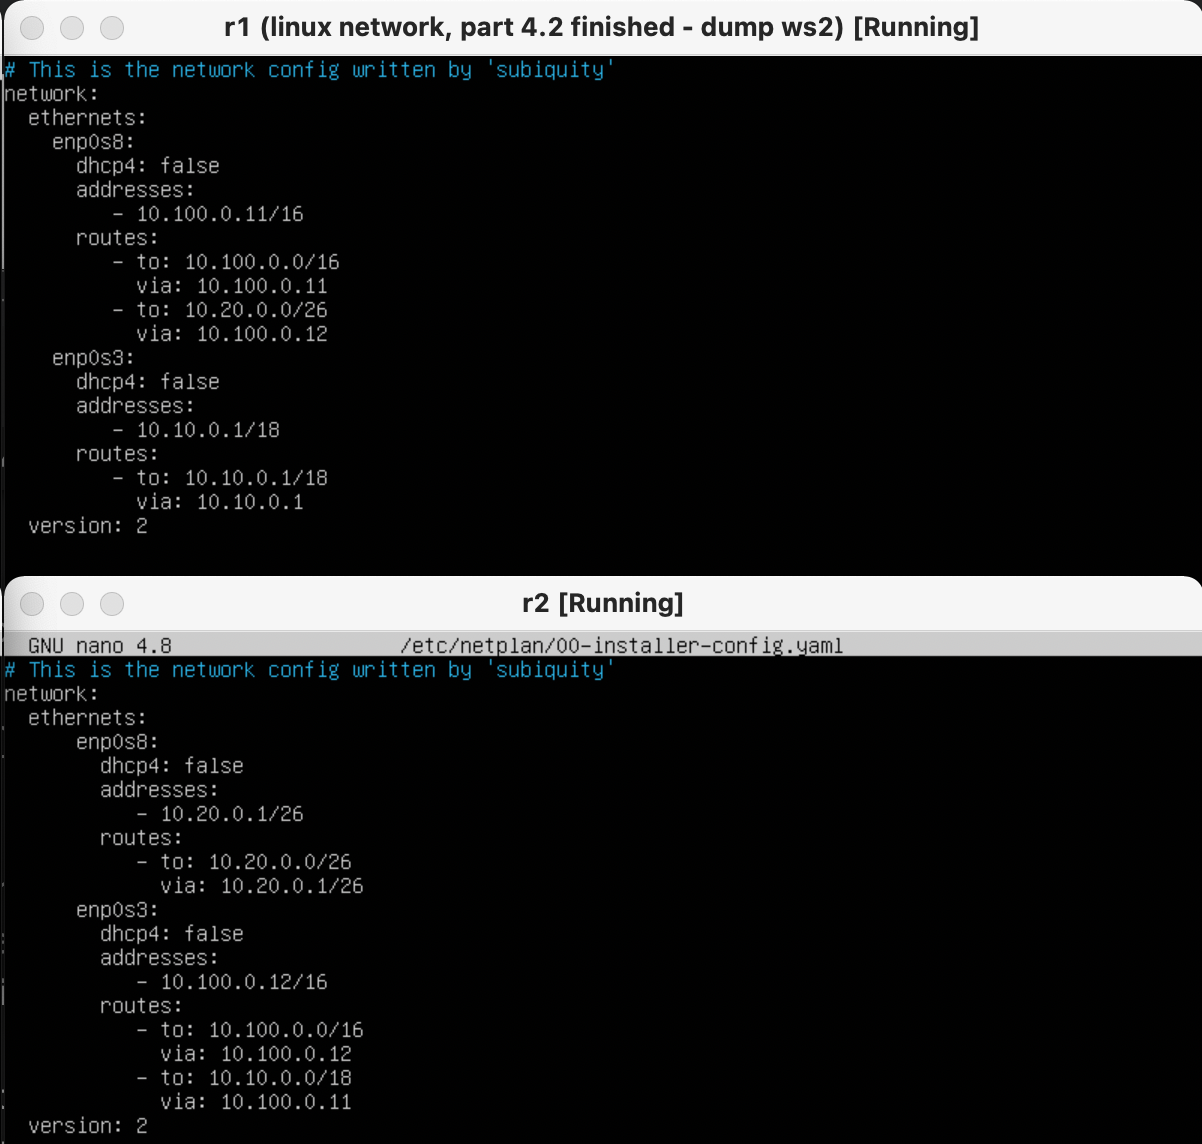 r1 (linux network, part 4.2 finished - dump ws2) [Running]
# This is the network config written by 'subiquity'
network:
  ethernets:
    enp0s8:
      dhcp4: false
      addresses:
         - 10.100.0.11/16
      routes:
         - to: 10.100.0.0/16
           via: 10.100.0.11
         - to: 10.20.0.0/26
           via: 10.100.0.12
    enp0s3:
      dhcp4: false
      addresses:
         - 10.10.0.1/18
      routes:
         - to: 10.10.0.1/18
           via: 10.10.0.1
  version: 2
r2 [Running]
GNU nano 4.8 /etc/netplan/00-installer-config.yaml
# This is the network config written by 'subiquity'
network:
  ethernets:
      enp0s8:
        dhcp4: false
        addresses:
           - 10.20.0.1/26
        routes:
           - to: 10.20.0.0/26
             via: 10.20.0.1/26
      enp0s3:
        dhcp4: false
        addresses:
           - 10.100.0.12/16
        routes:
           - to: 10.100.0.0/16
             via: 10.100.0.12
           - to: 10.10.0.0/18
             via: 10.100.0.11
  version: 2